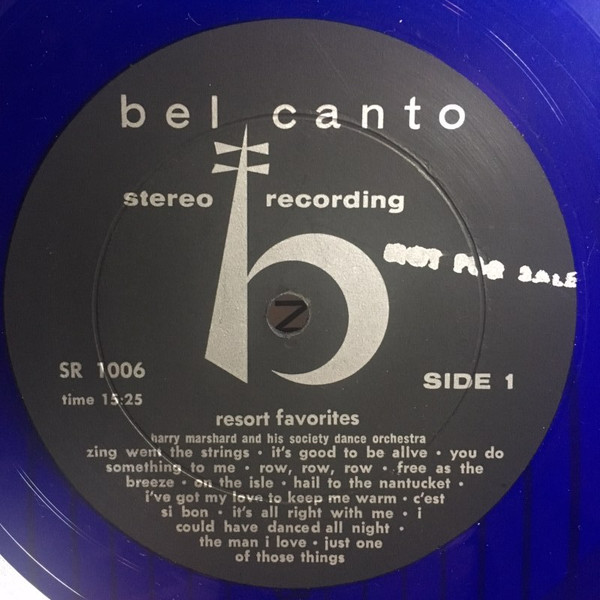 bel canto
stereo recording
NOT FOR SALE
Z
SR 1006
SIDE 1
time 15:25
resort favorites
harry marshard and his society dance orchestra
zing went the strings • it's good to be alive • you do
something to me • row, row, row • free as the
breeze • on the isle • hail to the nantucket •
i've got my love to keep me warm • c'est
si bon • it's all right with me • i
could have danced all night •
the man i love • just one
of those things